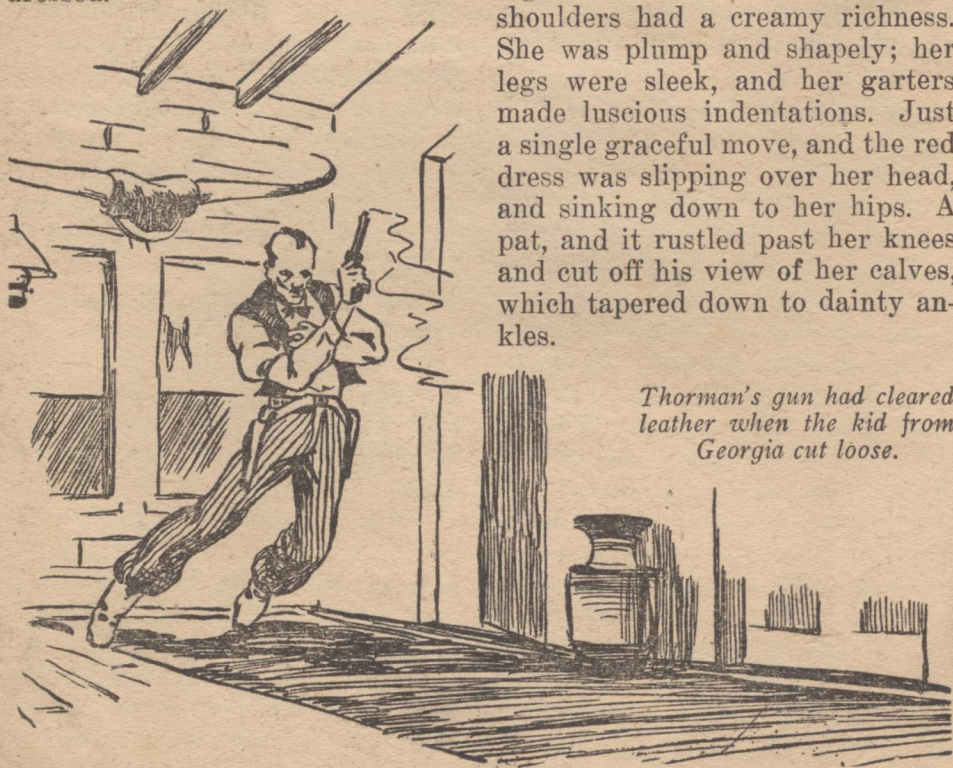 shoulders had a creamy richness.
She was plump and shapely; her
legs were sleek, and her garters
made luscious indentations. Just
a single graceful move, and the red
dress was slipping over her head,
and sinking down to her hips. A
pat, and it rustled past her knees
and cut off his view of her calves,
which tapered down to dainty an-
kles.
Thorman's gun had cleared
leather when the kid from
Georgia cut loose.